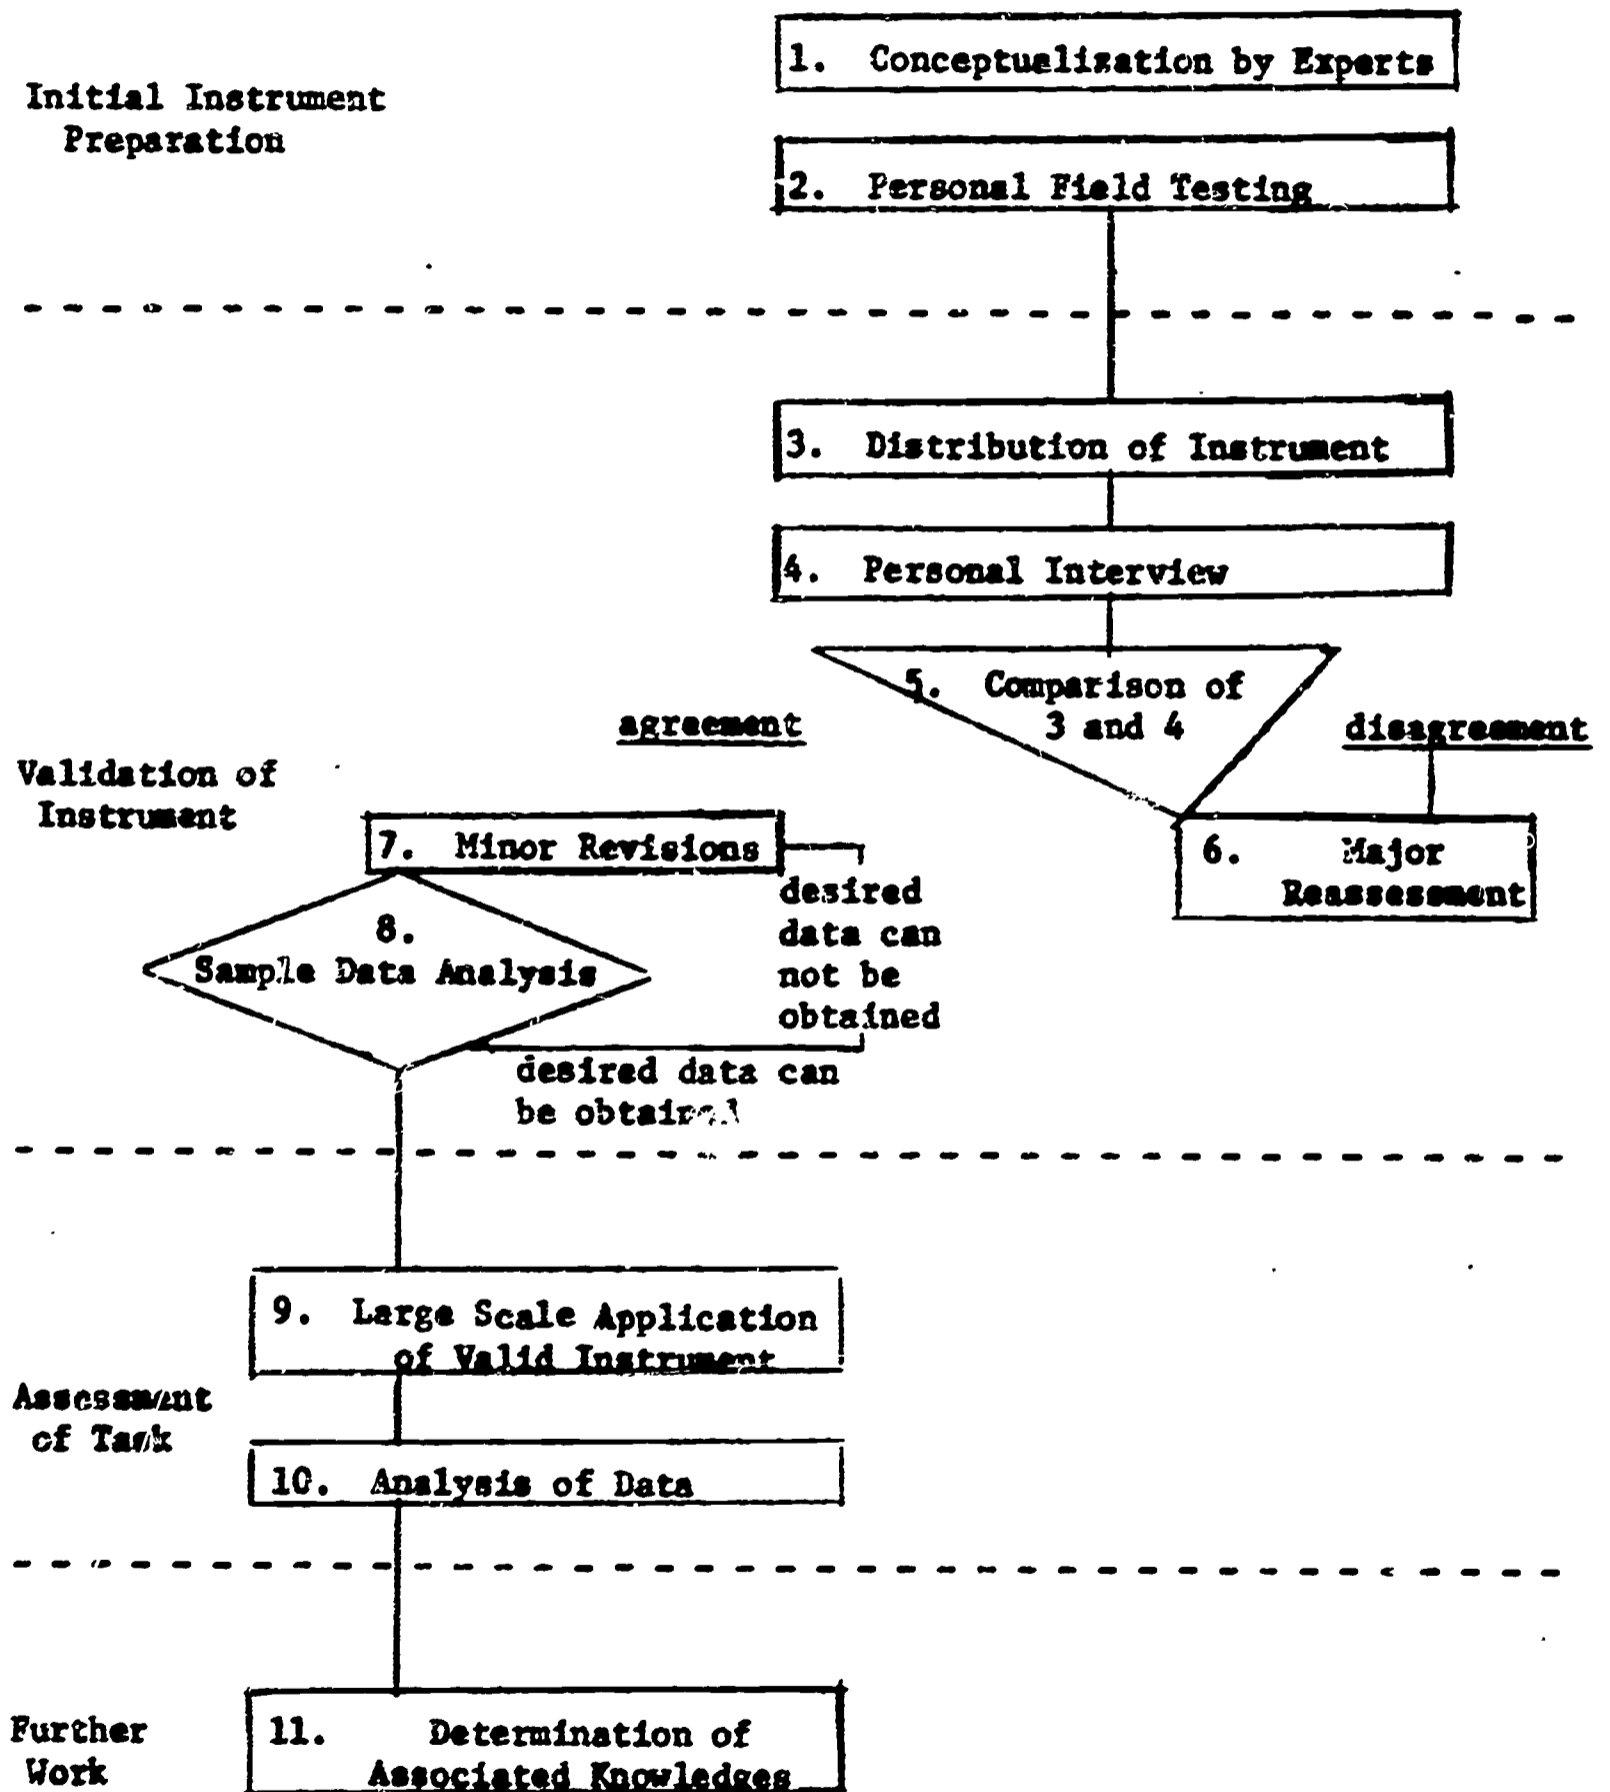 1. Conceptualization by Experts
Initial Instrument
Preparation
2. Personal Field Testing
3. Distribution of Instrument
4. Personal Interview
5. Comparison of
3 and 4
agreement
disagreement
Validation of
Instrument
7. Minor Revisions
6. Major
Reassessment
desired
data can
not be
obtained
8.
Sample Data Analysis
desired data can
be obtained
9. Large Scale Application
of Valid Instrument
Assessment
of Task
10. Analysis of Data
Further
Work
11. Determination of
Associated Knowledges